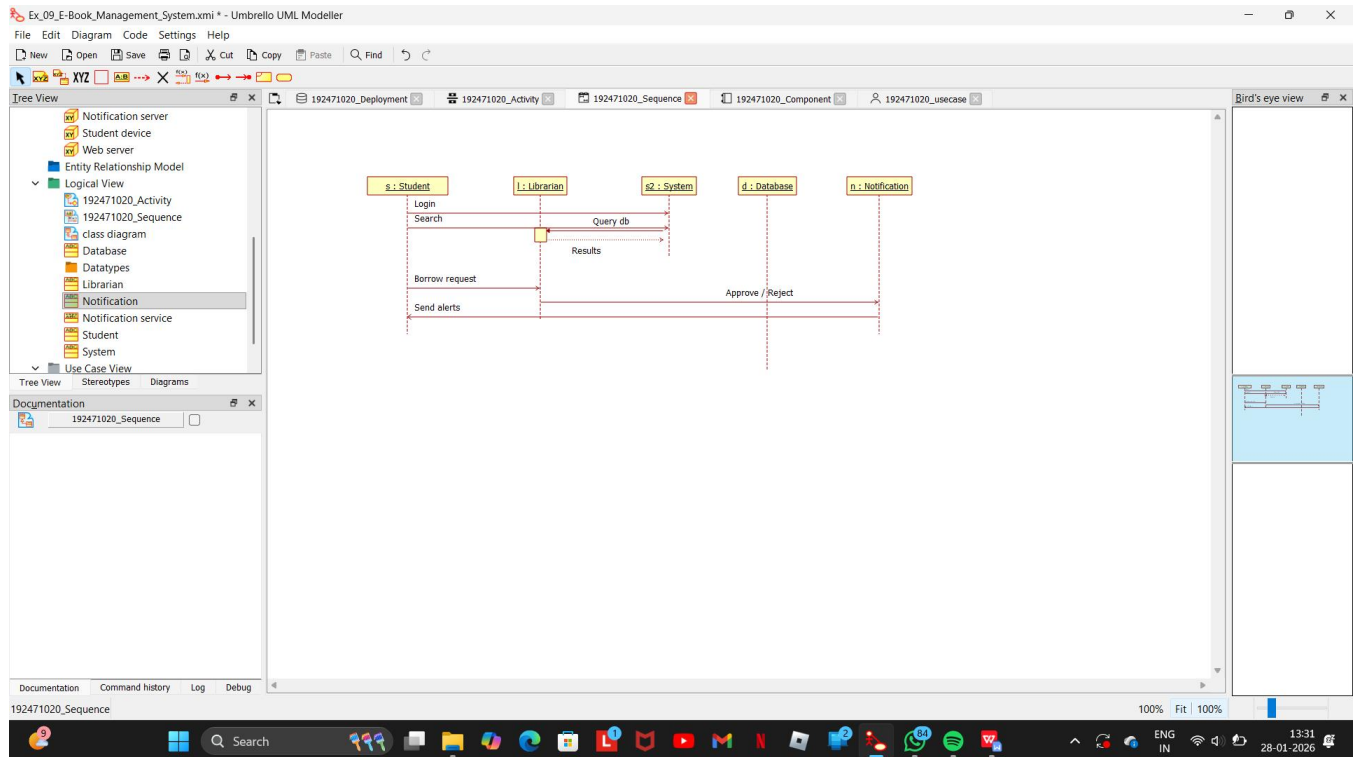 Ex_09_E-Book_Management_System.xmi * - Umbrello UML Modeller
File Edit Diagram Code Settings Help
New Open Save Cut Copy Paste Find
XYZ XYZ A:B f(x) f(x)
Tree View
192471020_Deployment 192471020_Activity 192471020_Sequence 192471020_Component 192471020_usecase
Bird's eye view
Notification server
Student device
Web server
Entity Relationship Model
Logical View
192471020_Activity
192471020_Sequence
class diagram
Database
Datatypes
Librarian
Notification
Notification service
Student
System
Use Case View
Tree View Stereotypes Diagrams
Documentation
192471020_Sequence
Documentation Command history Log Debug
s : Student l : Librarian s2 : System d : Database n : Notification
Login
Search
Query db
Results
Borrow request
Approve / Reject
Send alerts
192471020_Sequence
100% Fit 100%
9
Search
1
2
84
ENG
IN
13:31
28-01-2026